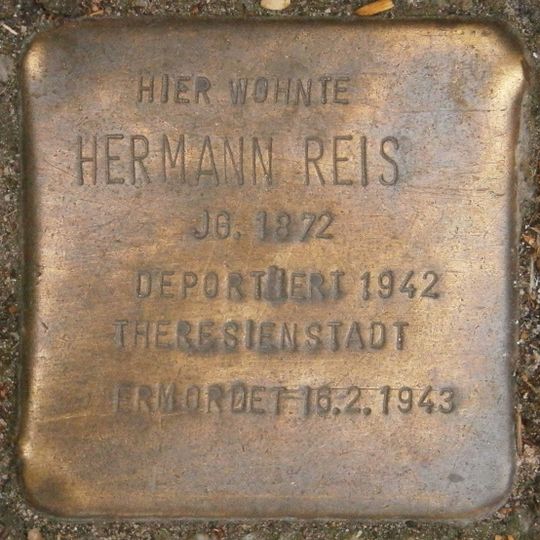 HIER WOHNTE
HERMANN REIS
JG. 1872
DEPORTIERT 1942
THERESIENSTADT
ERMORDET 16.2.1943